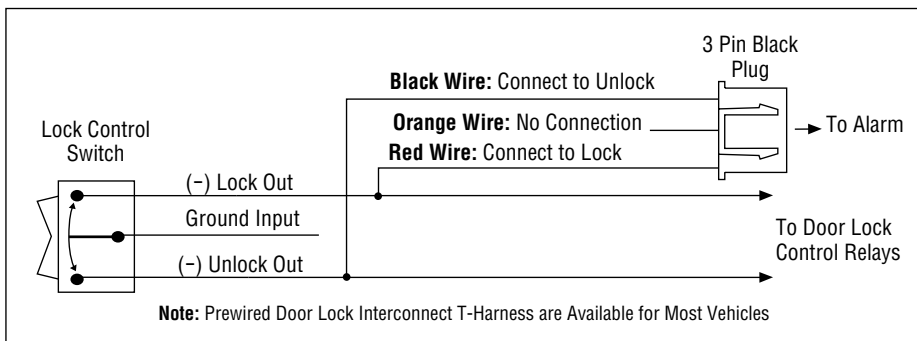 3 Pin Black
Plug
Black Wire: Connect to Unlock
Orange Wire: No Connection
To Alarm
Red Wire: Connect to Lock
Lock Control
Switch
(–) Lock Out
Ground Input
(–) Unlock Out
To Door Lock
Control Relays
Note: Prewired Door Lock Interconnect T-Harness are Available for Most Vehicles